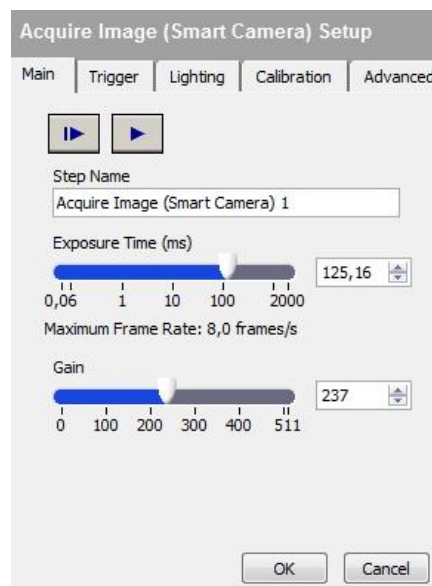 Acquire Image (Smart Camera) Setup
Main Trigger Lighting Calibration Advanced
Step Name
Acquire Image (Smart Camera) 1
Exposure Time (ms)
125,16
0,06 1 10 100 2000
Maximum Frame Rate: 8,0 frames/s
Gain
237
0 100 200 300 400 511
OK Cancel